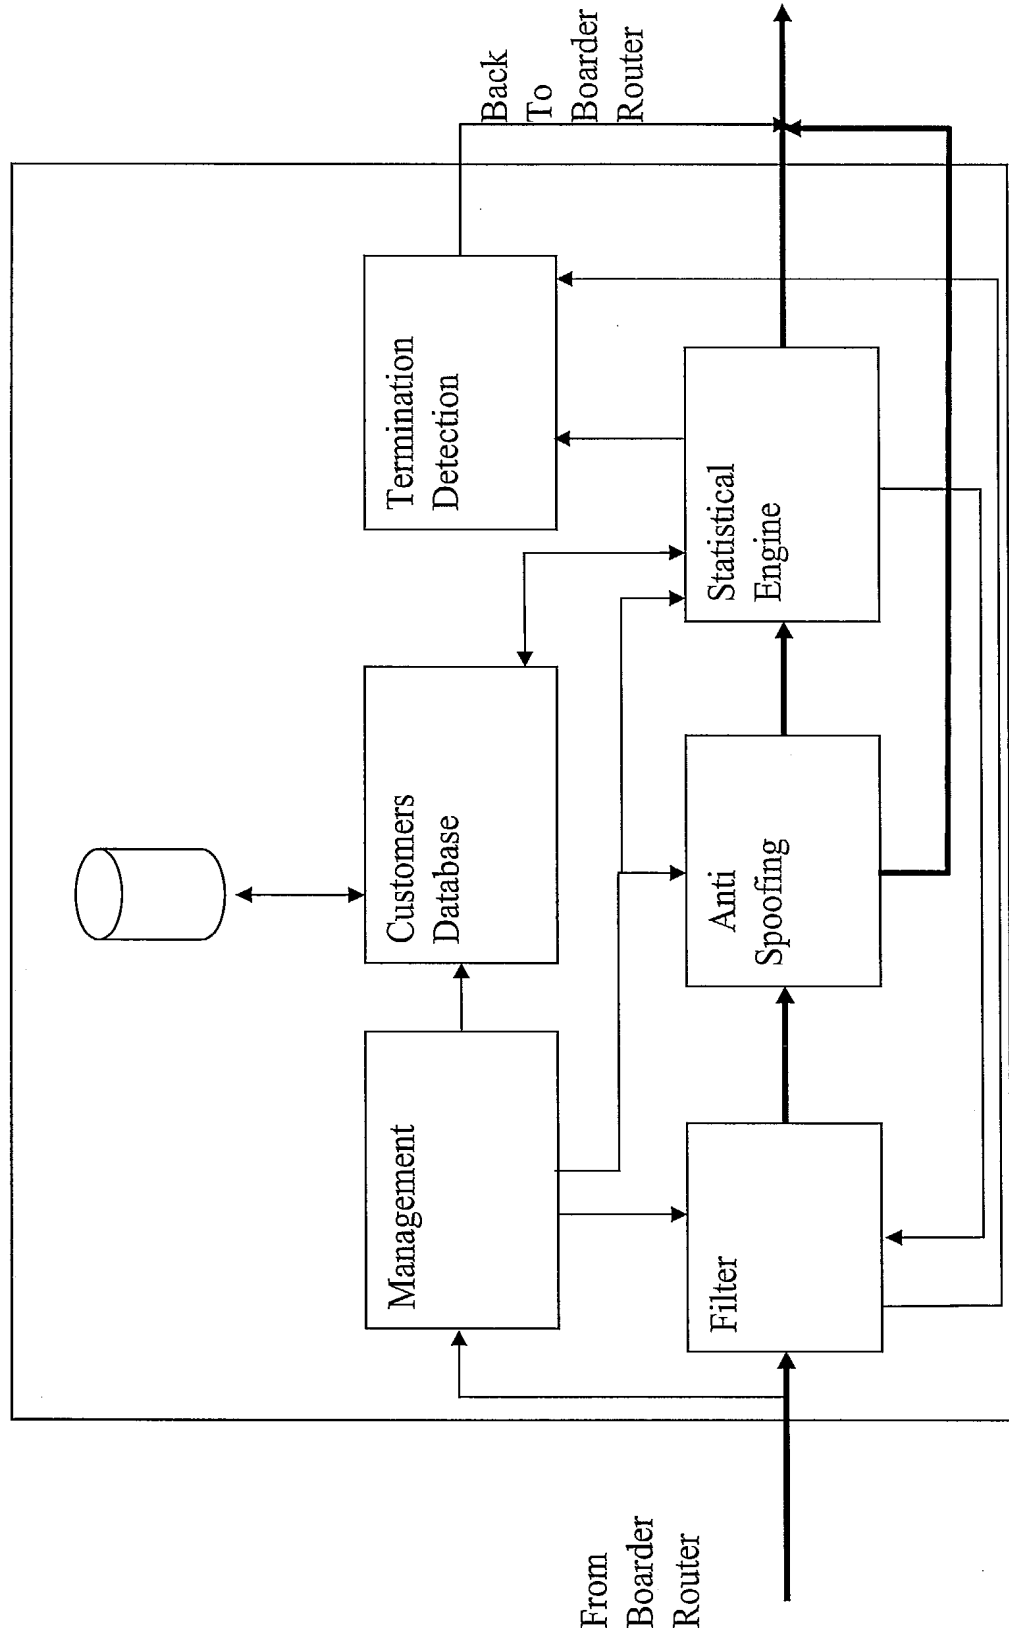 Back
To
Boarder
Router
Termination
Detection
Customers
Database
Management
Statistical
Engine
Anti
Spoofing
Filter
From
Boarder
Router